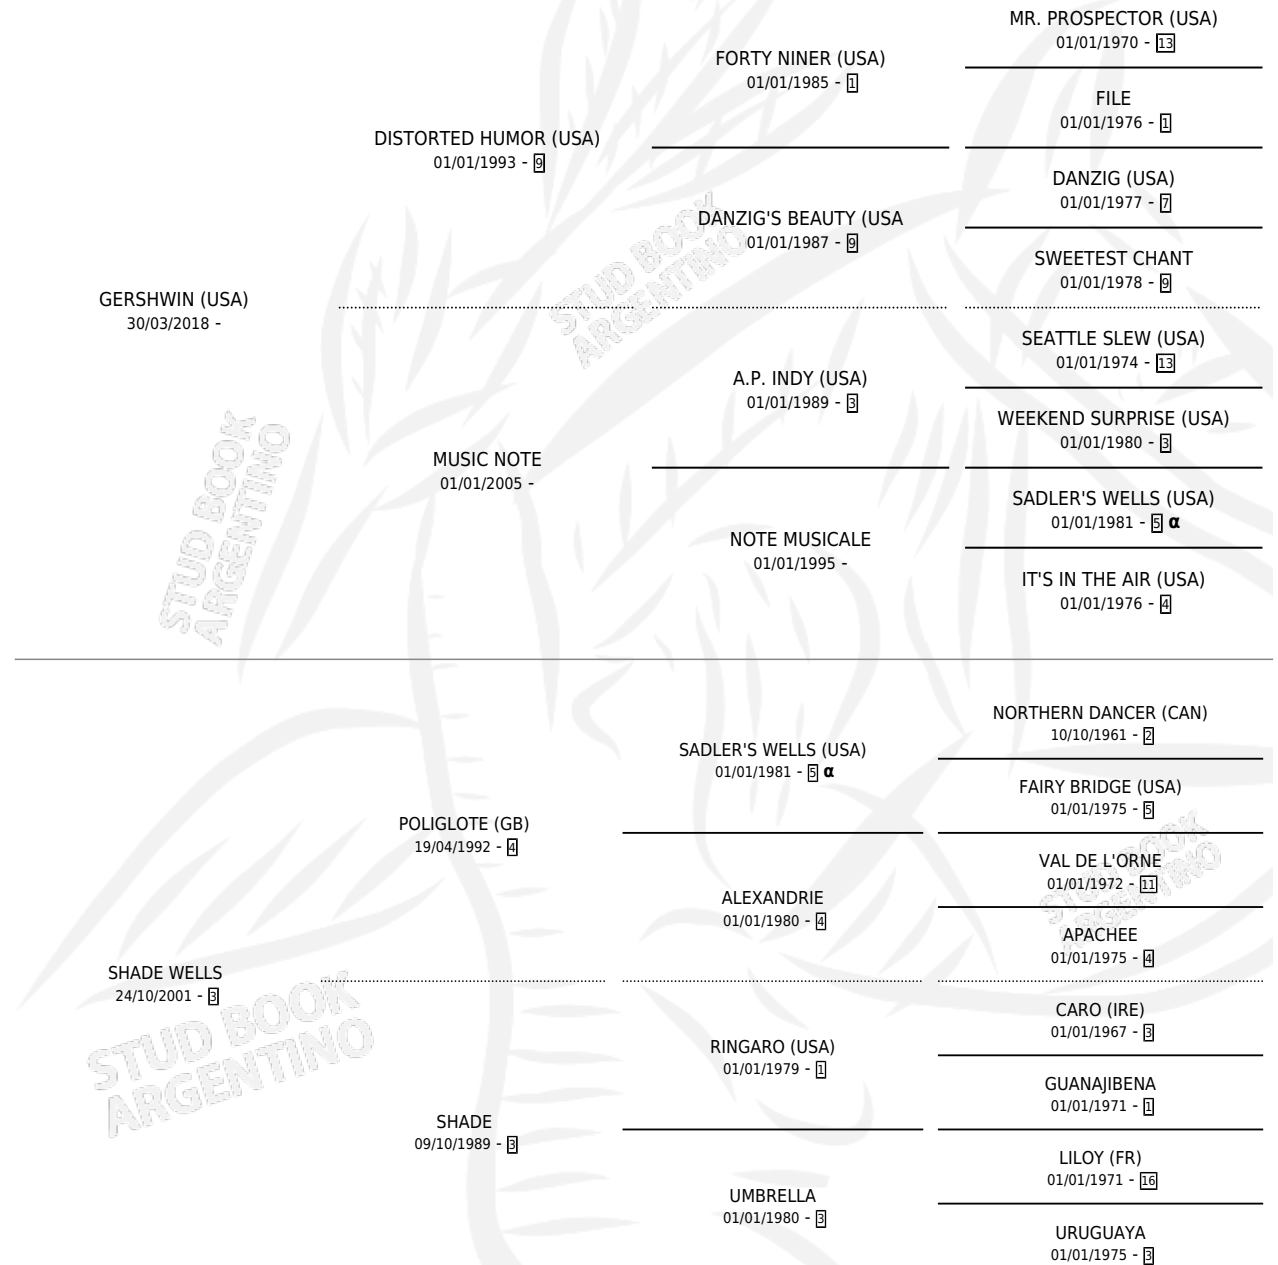 MR. PROSPECTOR (USA)
01/01/1970 - 13
FORTY NINER (USA)
01/01/1985 - 1
FILE
01/01/1976 - 1
DISTORTED HUMOR (USA)
01/01/1993 - 9
DANZIG (USA)
01/01/1977 - 7
DANZIG'S BEAUTY (USA
01/01/1987 - 9
SWEETEST CHANT
01/01/1978 - 9
GERSHWIN (USA)
30/03/2018 -
SEATTLE SLEW (USA)
01/01/1974 - 13
A.P. INDY (USA)
01/01/1989 - 3
WEEKEND SURPRISE (USA)
01/01/1980 - 3
MUSIC NOTE
01/01/2005 -
SADLER'S WELLS (USA)
01/01/1981 - 5 α
NOTE MUSICALE
01/01/1995 -
IT'S IN THE AIR (USA)
01/01/1976 - 4
NORTHERN DANCER (CAN)
10/10/1961 - 2
SADLER'S WELLS (USA)
01/01/1981 - 5 α
FAIRY BRIDGE (USA)
01/01/1975 - 5
POLIGLOTE (GB)
19/04/1992 - 4
VAL DE L'ORNE
01/01/1972 - 11
ALEXANDRIE
01/01/1980 - 4
APACHEE
01/01/1975 - 4
SHADE WELLS
24/10/2001 - 3
CARO (IRE)
01/01/1967 - 3
RINGARO (USA)
01/01/1979 - 1
GUANAJIBENA
01/01/1971 - 1
SHADE
09/10/1989 - 3
LILOY (FR)
01/01/1971 - 16
UMBRELLA
01/01/1980 - 3
URUGUAYA
01/01/1975 - 3
STUD BOOK
ARGENTINO
STUD BOOK
ARGENTINO
STUD BOOK
ARGENTINO
STUD BOOK
ARGENTINO